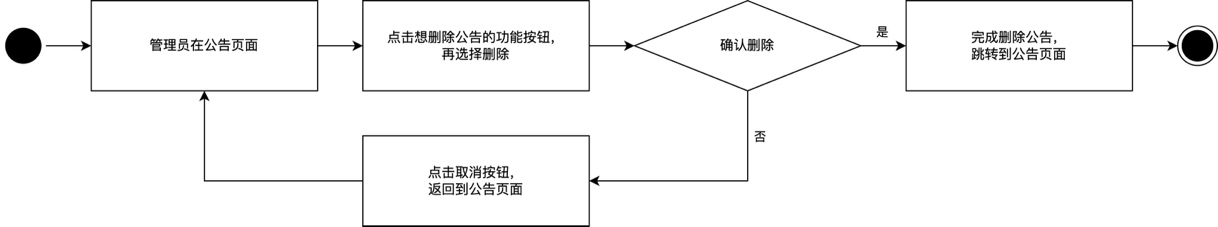 管理员在公告页面
点击想删除公告的功能按钮，
再选择删除
确认删除
是
完成删除公告，
跳转到公告页面
否
点击取消按钮，
返回到公告页面